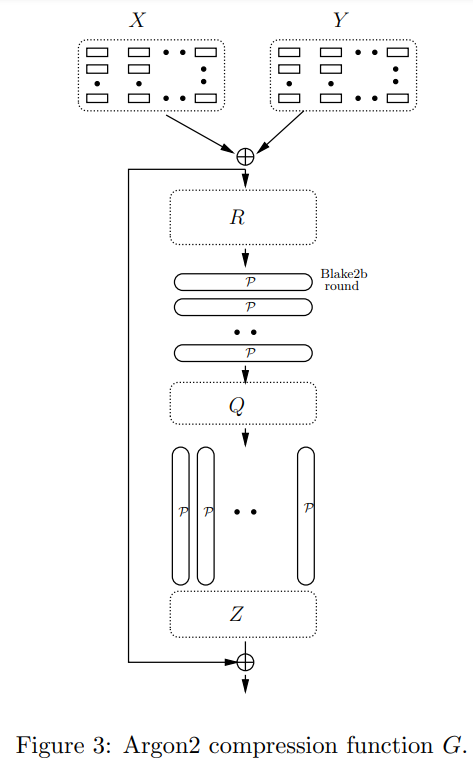 X Y
R
Blake2b
round
P
P
P
Q
P P P
Z
Figure 3: Argon2 compression function G.